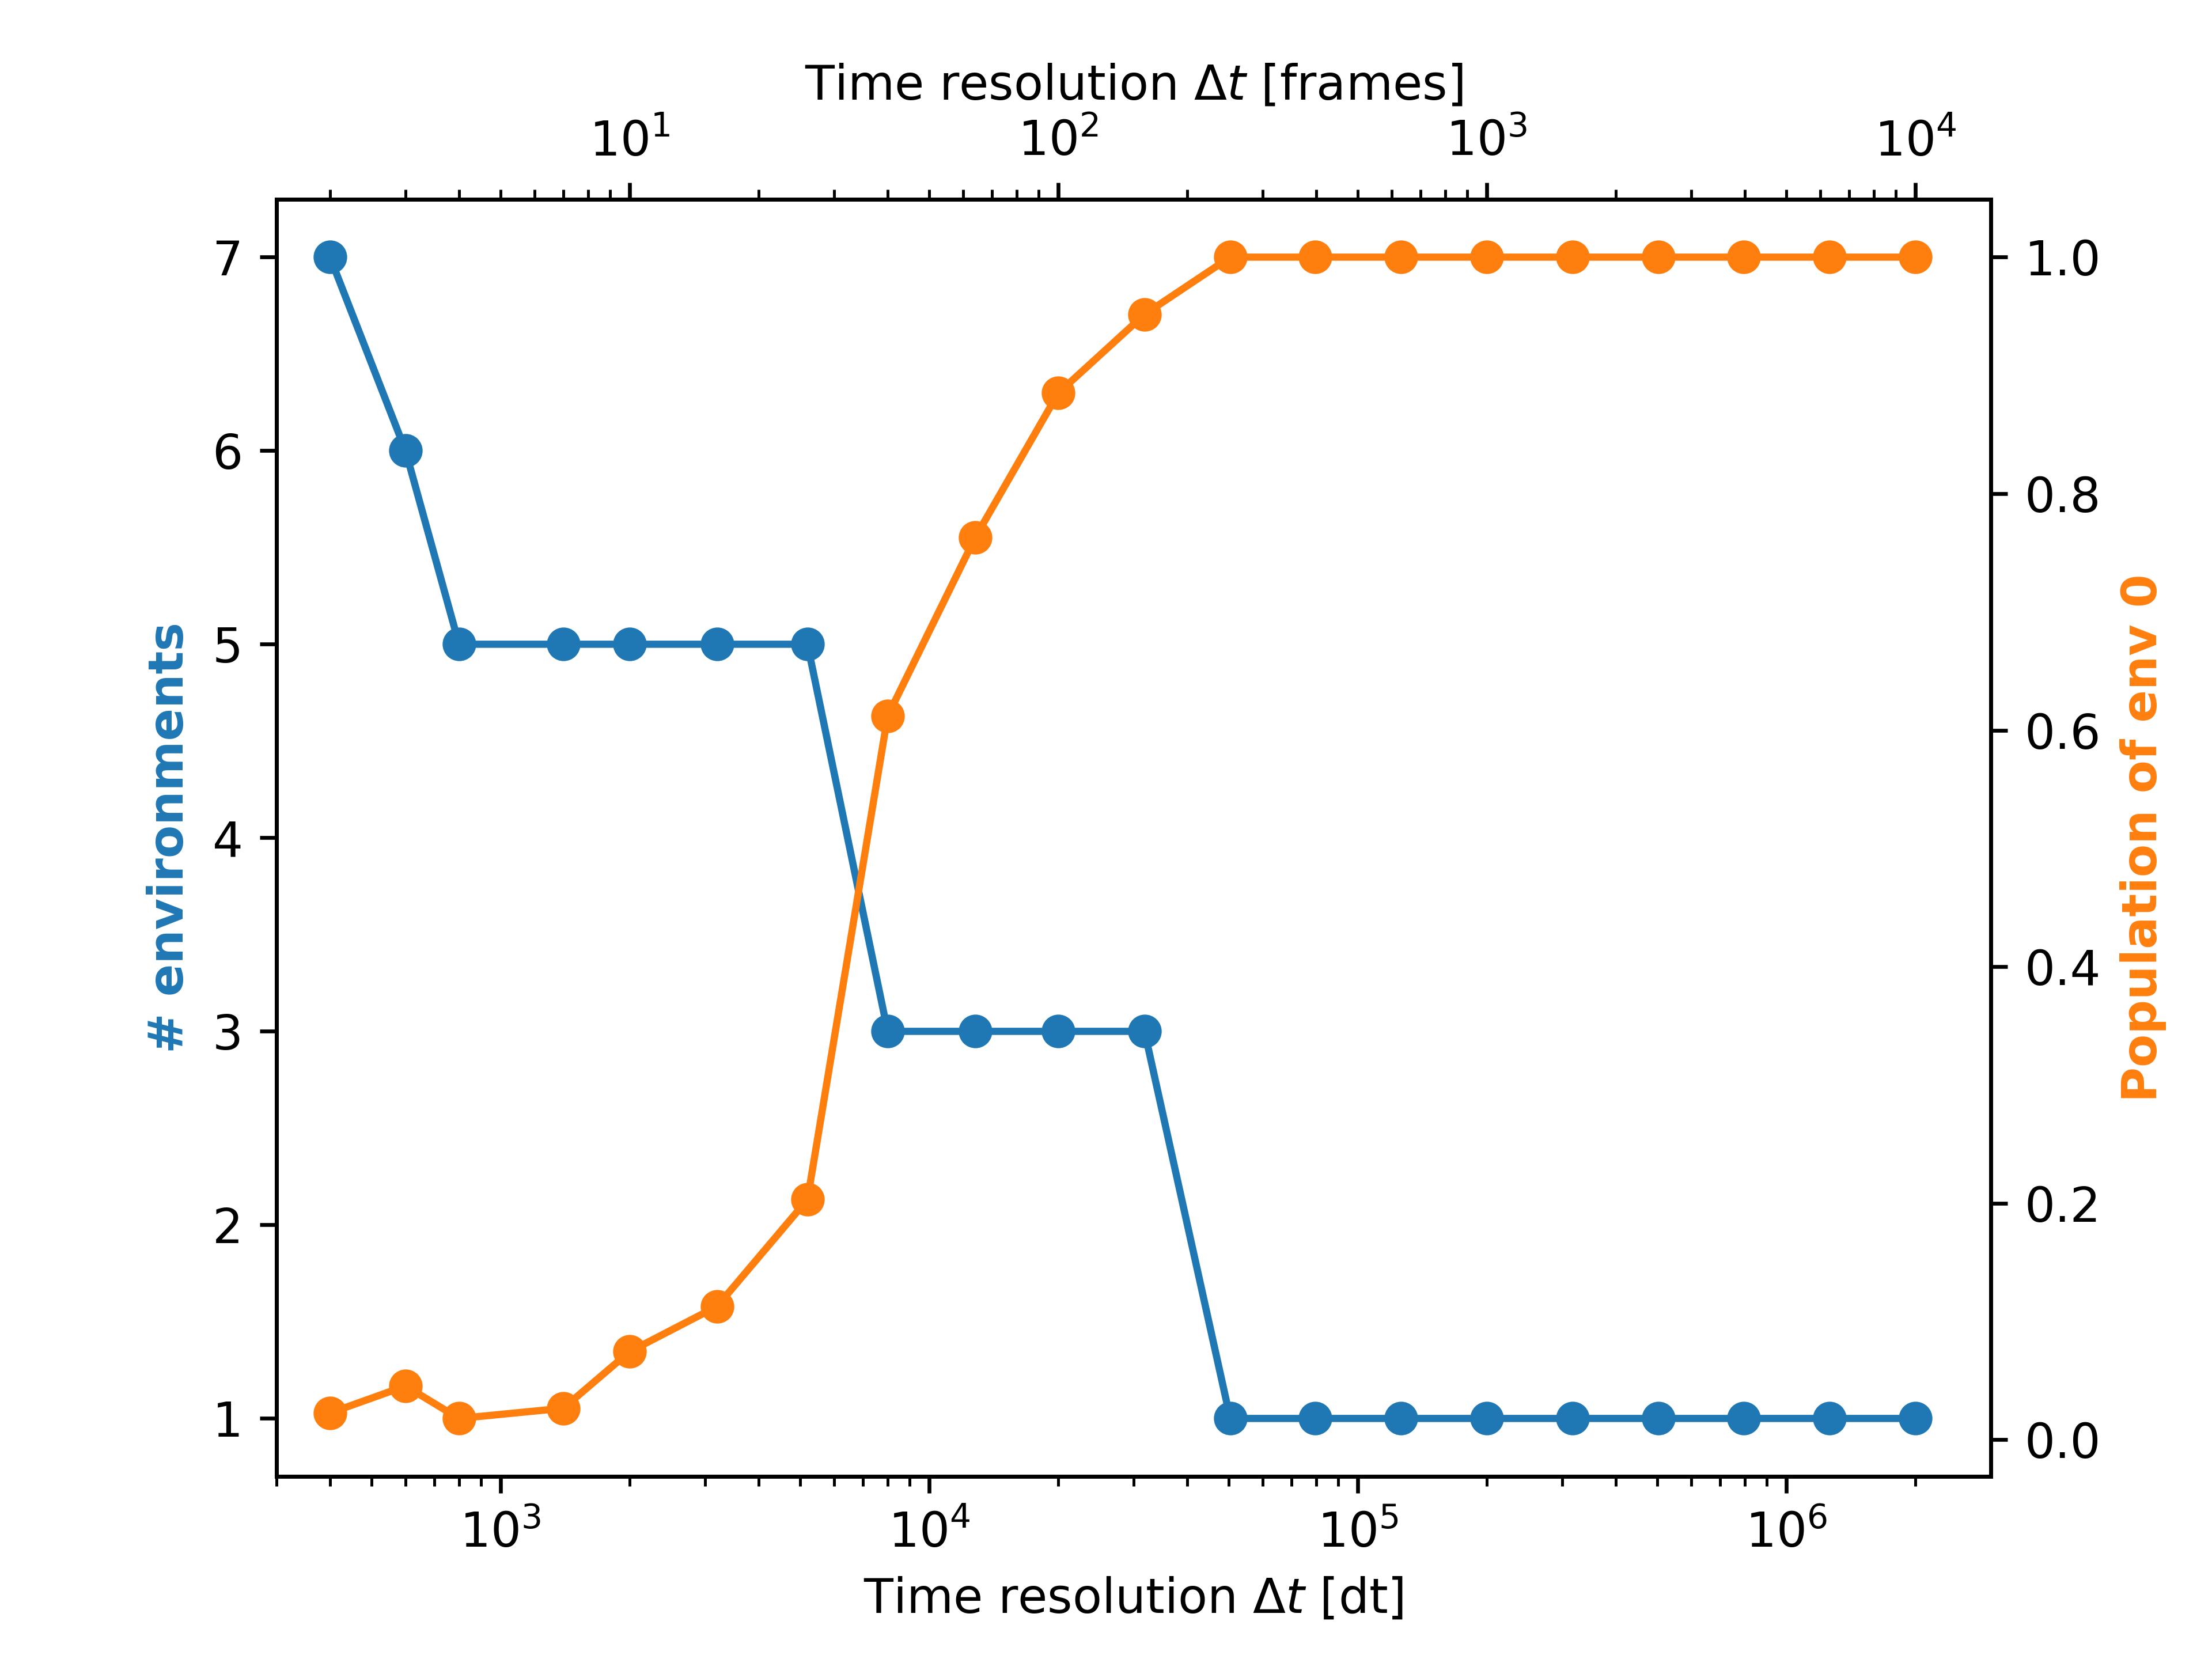 Time resolution Δt [frames]
10¹ 10² 10³ 10⁴
7
6
5
4
3
2
1
# environments
1.0
0.8
0.6
0.4
0.2
0.0
Population of env 0
10³ 10⁴ 10⁵ 10⁶
Time resolution Δt [dt]